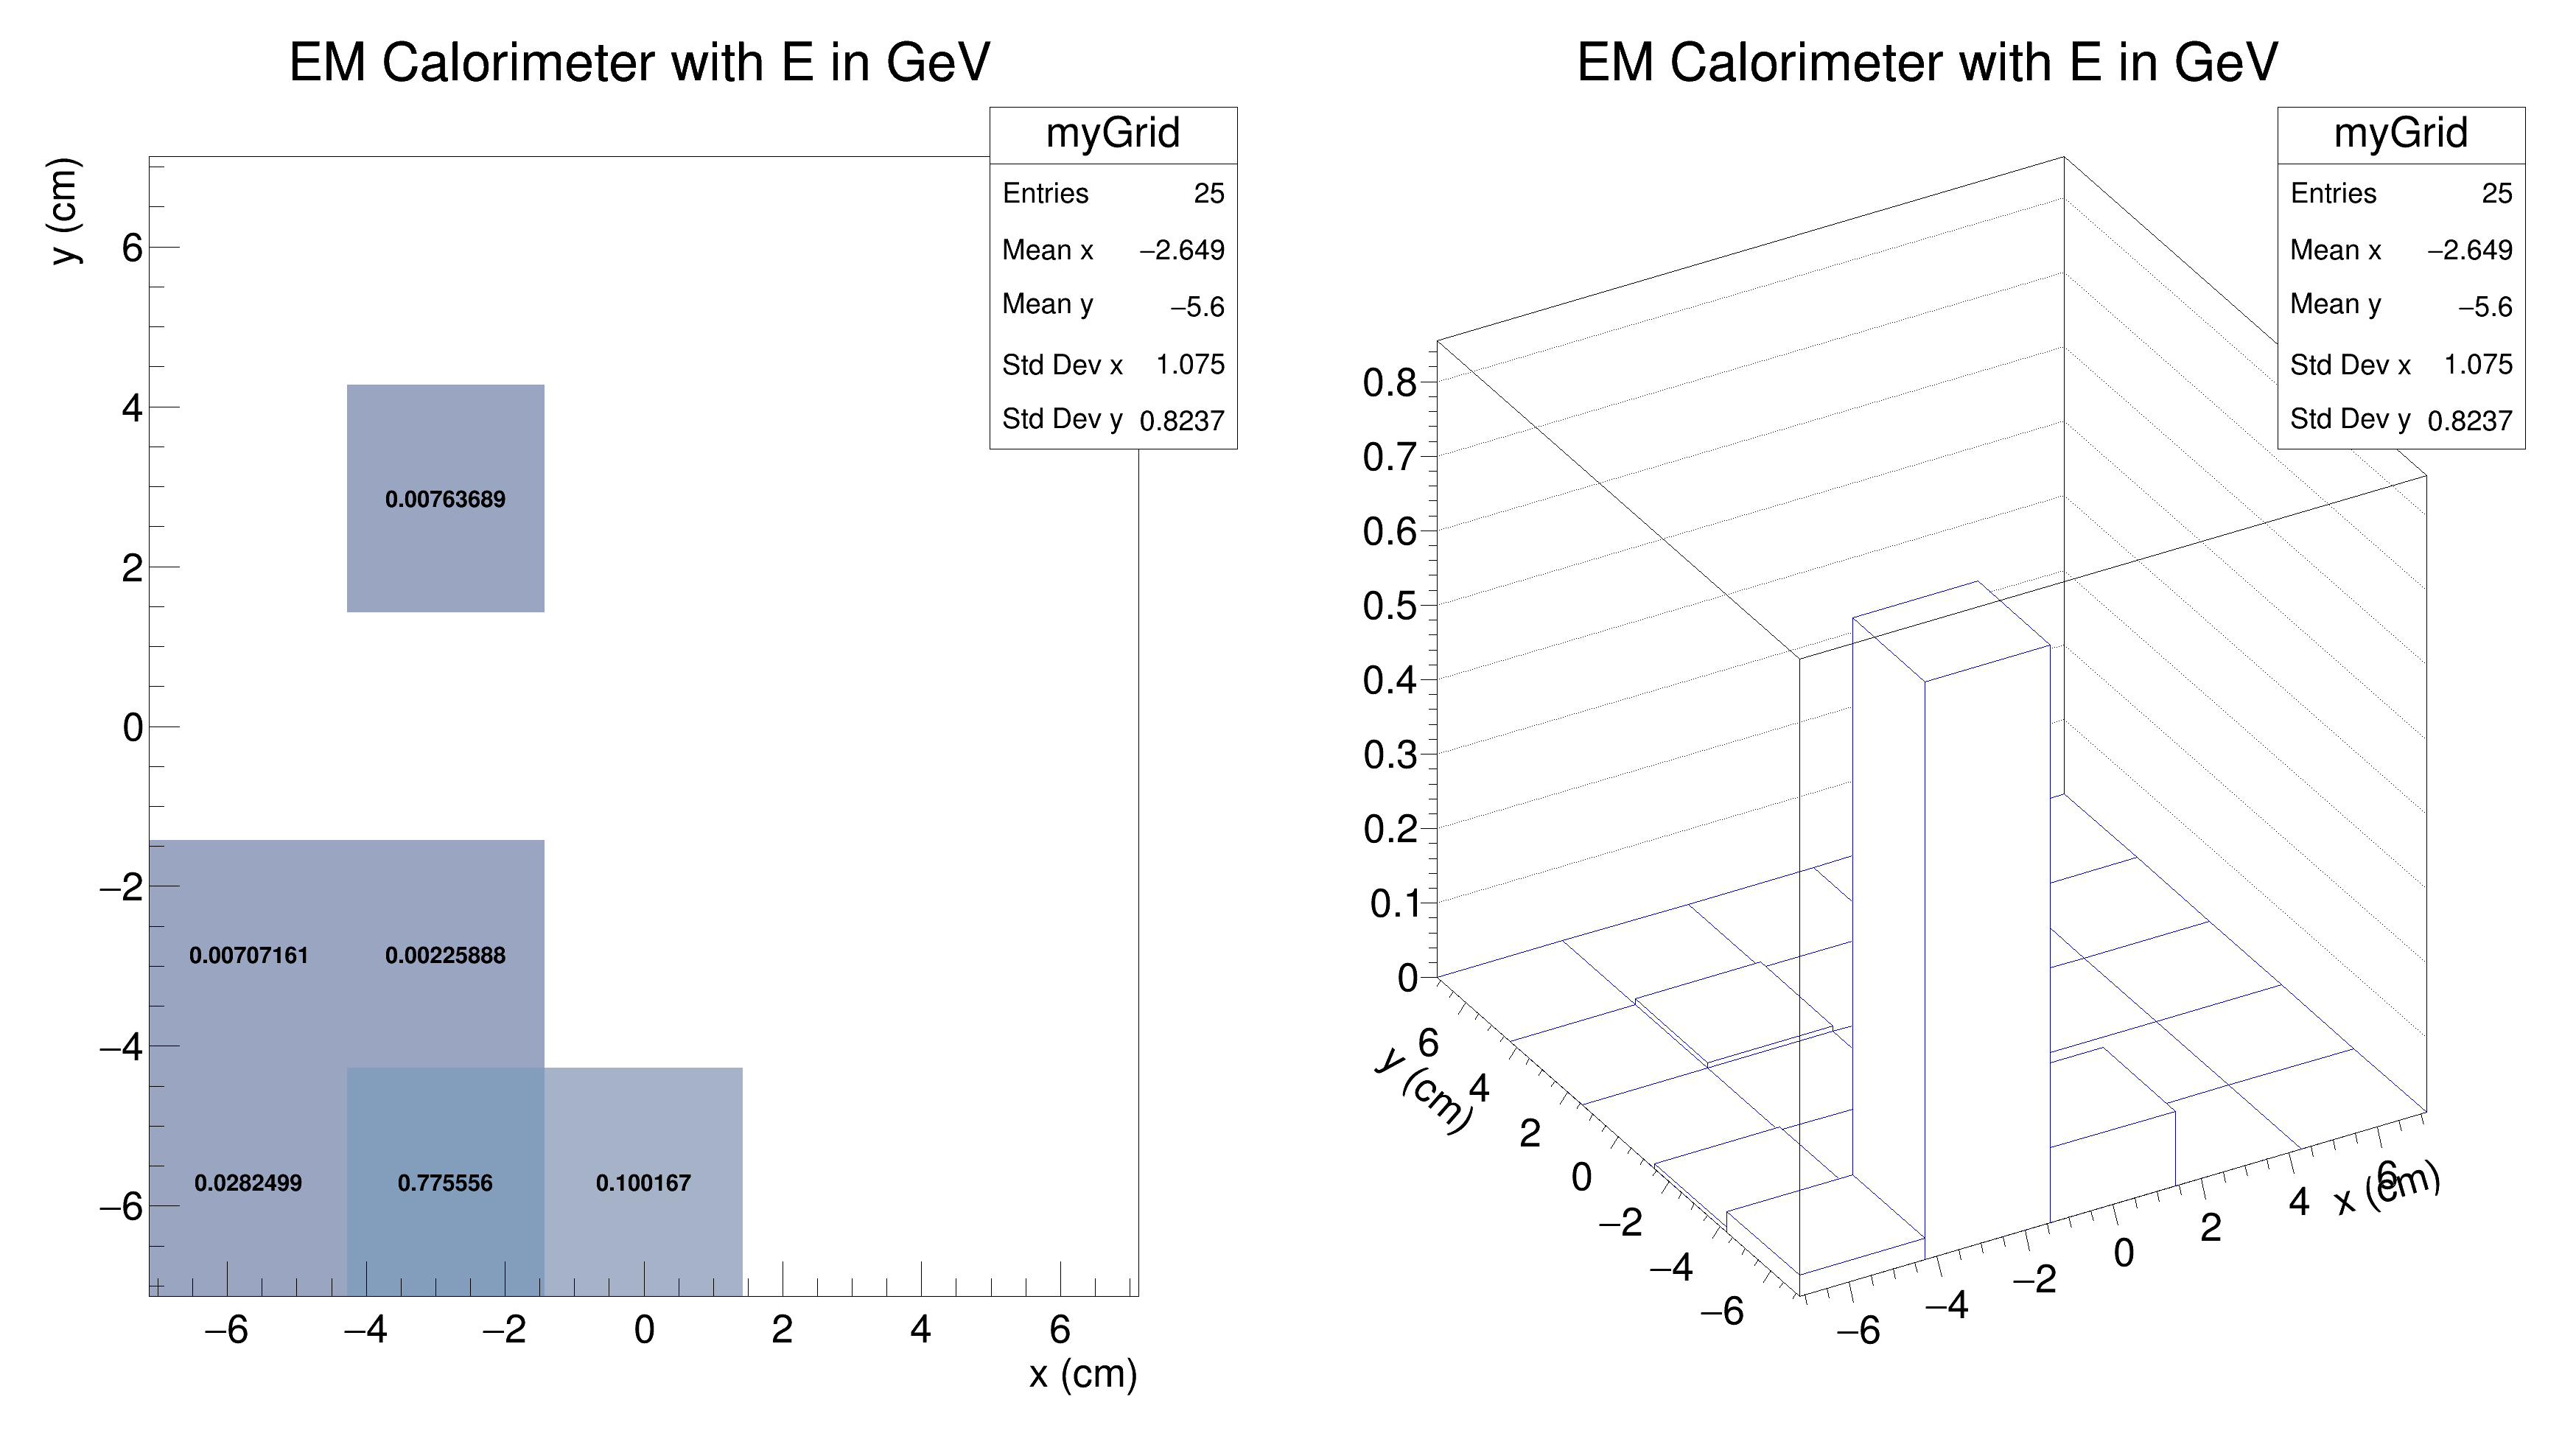 EM Calorimeter with E in GeV
myGrid
Entries 25
Mean x −2.649
Mean y −5.6
Std Dev x 1.075
Std Dev y 0.8237
y (cm)
6
4
2
0
−2
−4
−6
0.00763689
0.00707161 0.00225888
0.0282499 0.775556 0.100167
−6 −4 −2 0 2 4 6
x (cm)
EM Calorimeter with E in GeV
myGrid
Entries 25
Mean x −2.649
Mean y −5.6
Std Dev x 1.075
Std Dev y 0.8237
0.8
0.7
0.6
0.5
0.4
0.3
0.2
0.1
0
6
4
2
0
−2
−4
−6
y (cm)
−6
−4
−2
0
2
4
6
x (cm)